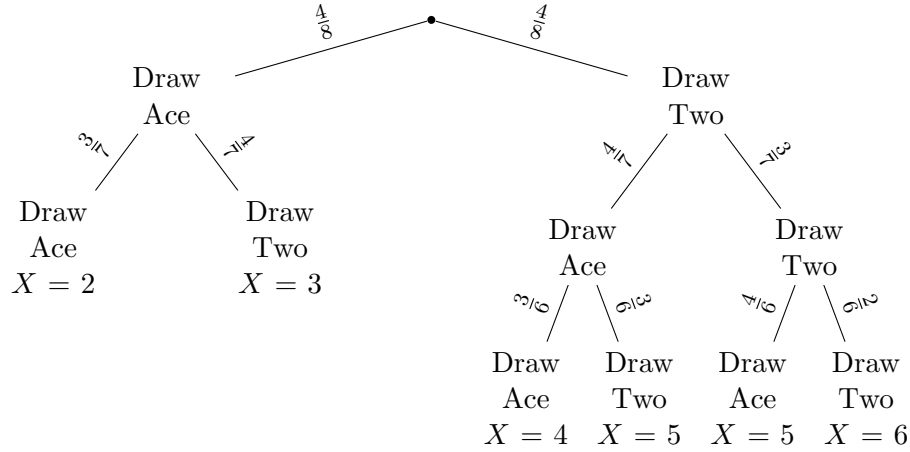 4/8 4/8
Draw Ace Draw Two
3/7 4/7 4/7 3/7
Draw Ace X = 2
Draw Two X = 3
Draw Ace Draw Two
3/6 3/6 4/6 2/6
Draw Ace X = 4
Draw Two X = 5
Draw Ace X = 5
Draw Two X = 6